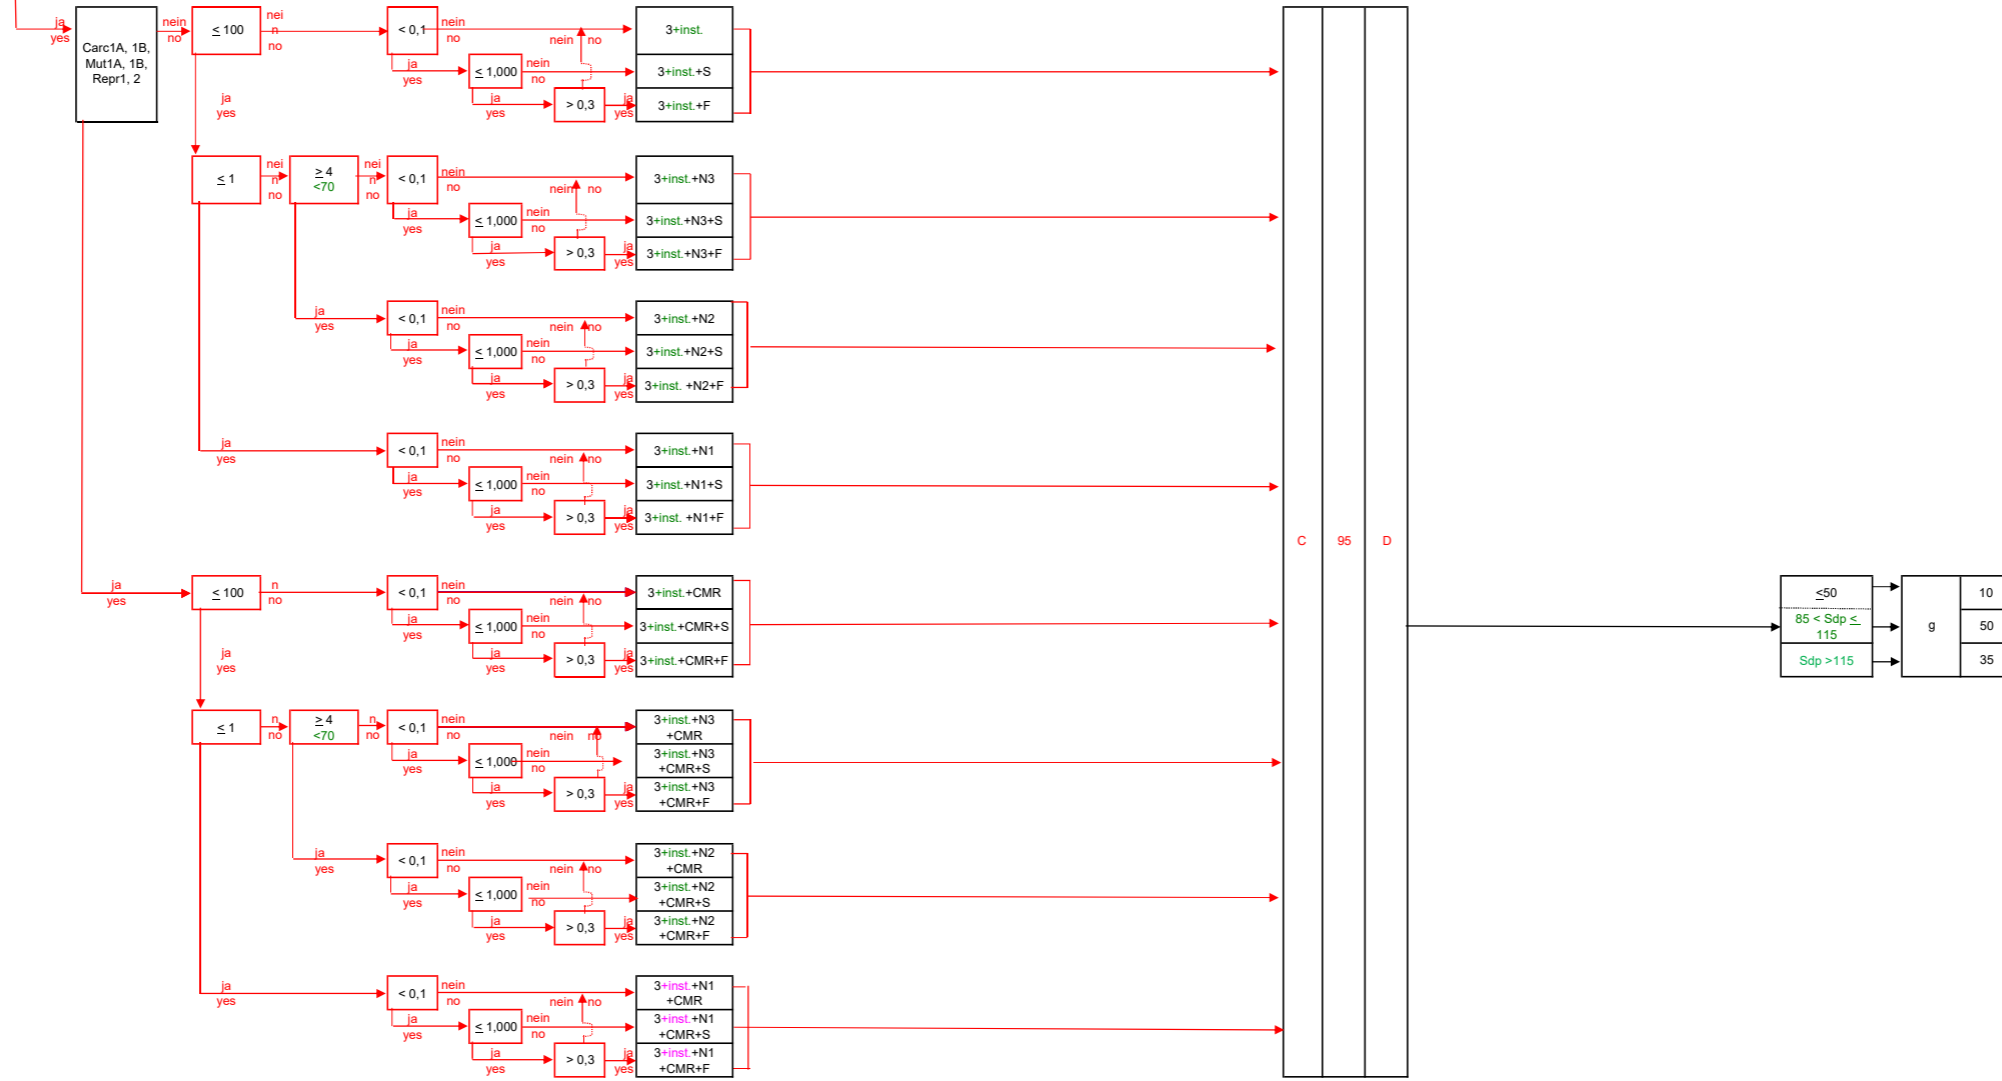 ja
yes
Carc1A, 1B,
Mut1A, 1B,
Repr1, 2
nein
no
≤ 100
nei
n
no
< 0,1
nein
no
nein no
3+inst.
ja
yes
≤ 1,000
nein
no
3+inst.+S
ja
yes
> 0,3
ja
yes
3+inst.+F
ja
yes
≤ 1
nei
n
no
≥ 4
<70
nei
n
no
< 0,1
nein
no
nein no
3+inst.+N3
ja
yes
≤ 1,000
nein
no
3+inst.+N3+S
ja
yes
> 0,3
ja
yes
3+inst.+N3+F
ja
yes
< 0,1
nein
no
nein no
3+inst.+N2
ja
yes
≤ 1,000
nein
no
3+inst.+N2+S
ja
yes
> 0,3
ja
yes
3+inst. +N2+F
ja
yes
< 0,1
nein
no
nein no
3+inst.+N1
ja
yes
≤ 1,000
nein
no
3+inst.+N1+S
ja
yes
> 0,3
ja
yes
3+inst. +N1+F
C 95 D
ja
yes
≤ 100
n
no
< 0,1
nein
no
nein no
3+inst.+CMR
ja
yes
≤ 1,000
nein
no
3+inst.+CMR+S
ja
yes
> 0,3
ja
yes
3+inst.+CMR+F
≤50
85 < Sdp ≤
115
Sdp >115
g
10
50
35
ja
yes
≤ 1
n
no
≥ 4
<70
n
no
< 0,1
nein
no
nein no
3+inst.+N3
+CMR
ja
yes
≤ 1,000
nein
no
3+inst.+N3
+CMR+S
ja
yes
> 0,3
ja
yes
3+inst.+N3
+CMR+F
ja
yes
< 0,1
nein
no
nein no
3+inst.+N2
+CMR
ja
yes
≤ 1,000
nein
no
3+inst.+N2
+CMR+S
ja
yes
> 0,3
ja
yes
3+inst.+N2
+CMR+F
ja
yes
< 0,1
nein
no
nein no
3+inst.+N1
+CMR
ja
yes
≤ 1,000
nein
no
3+inst.+N1
+CMR+S
ja
yes
> 0,3
ja
yes
3+inst.+N1
+CMR+F